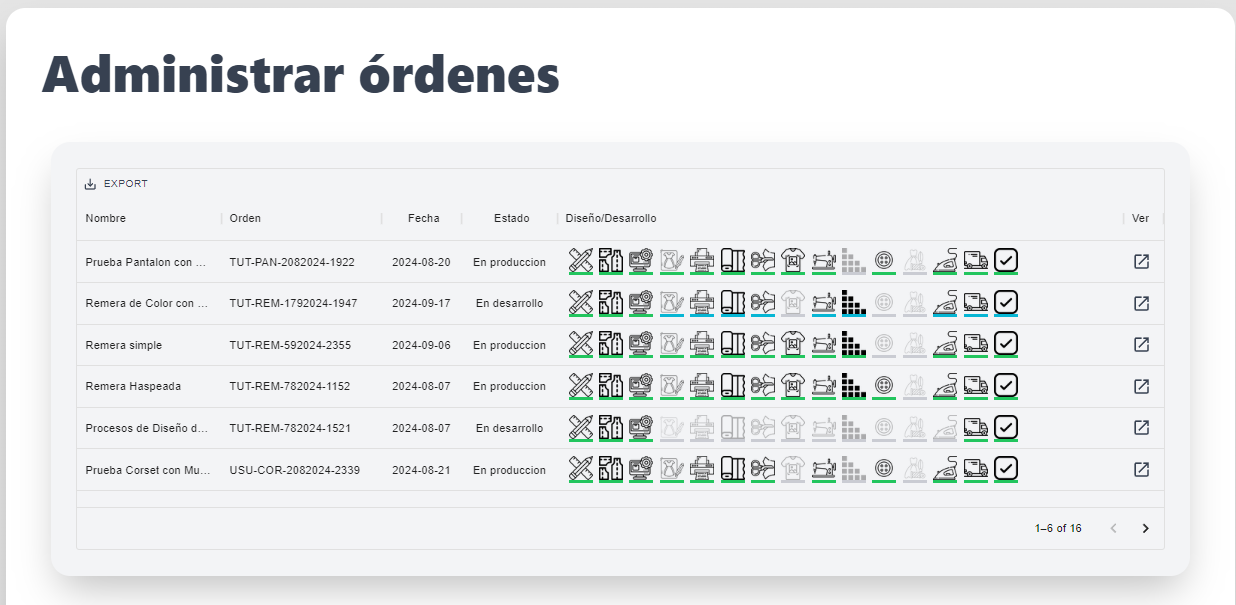 Administrar órdenes
EXPORT
Nombre Orden Fecha Estado Diseño/Desarrollo Ver
Prueba Pantalon con ... TUT-PAN-2082024-1922 2024-08-20 En produccion
Remera de Color con ... TUT-REM-1792024-1947 2024-09-17 En desarrollo
Remera simple TUT-REM-592024-2355 2024-09-06 En produccion
Remera Haspeada TUT-REM-782024-1152 2024-08-07 En produccion
Procesos de Diseño d... TUT-REM-782024-1521 2024-08-07 En desarrollo
Prueba Corset con Mu... USU-COR-2082024-2339 2024-08-21 En produccion
1–6 of 16